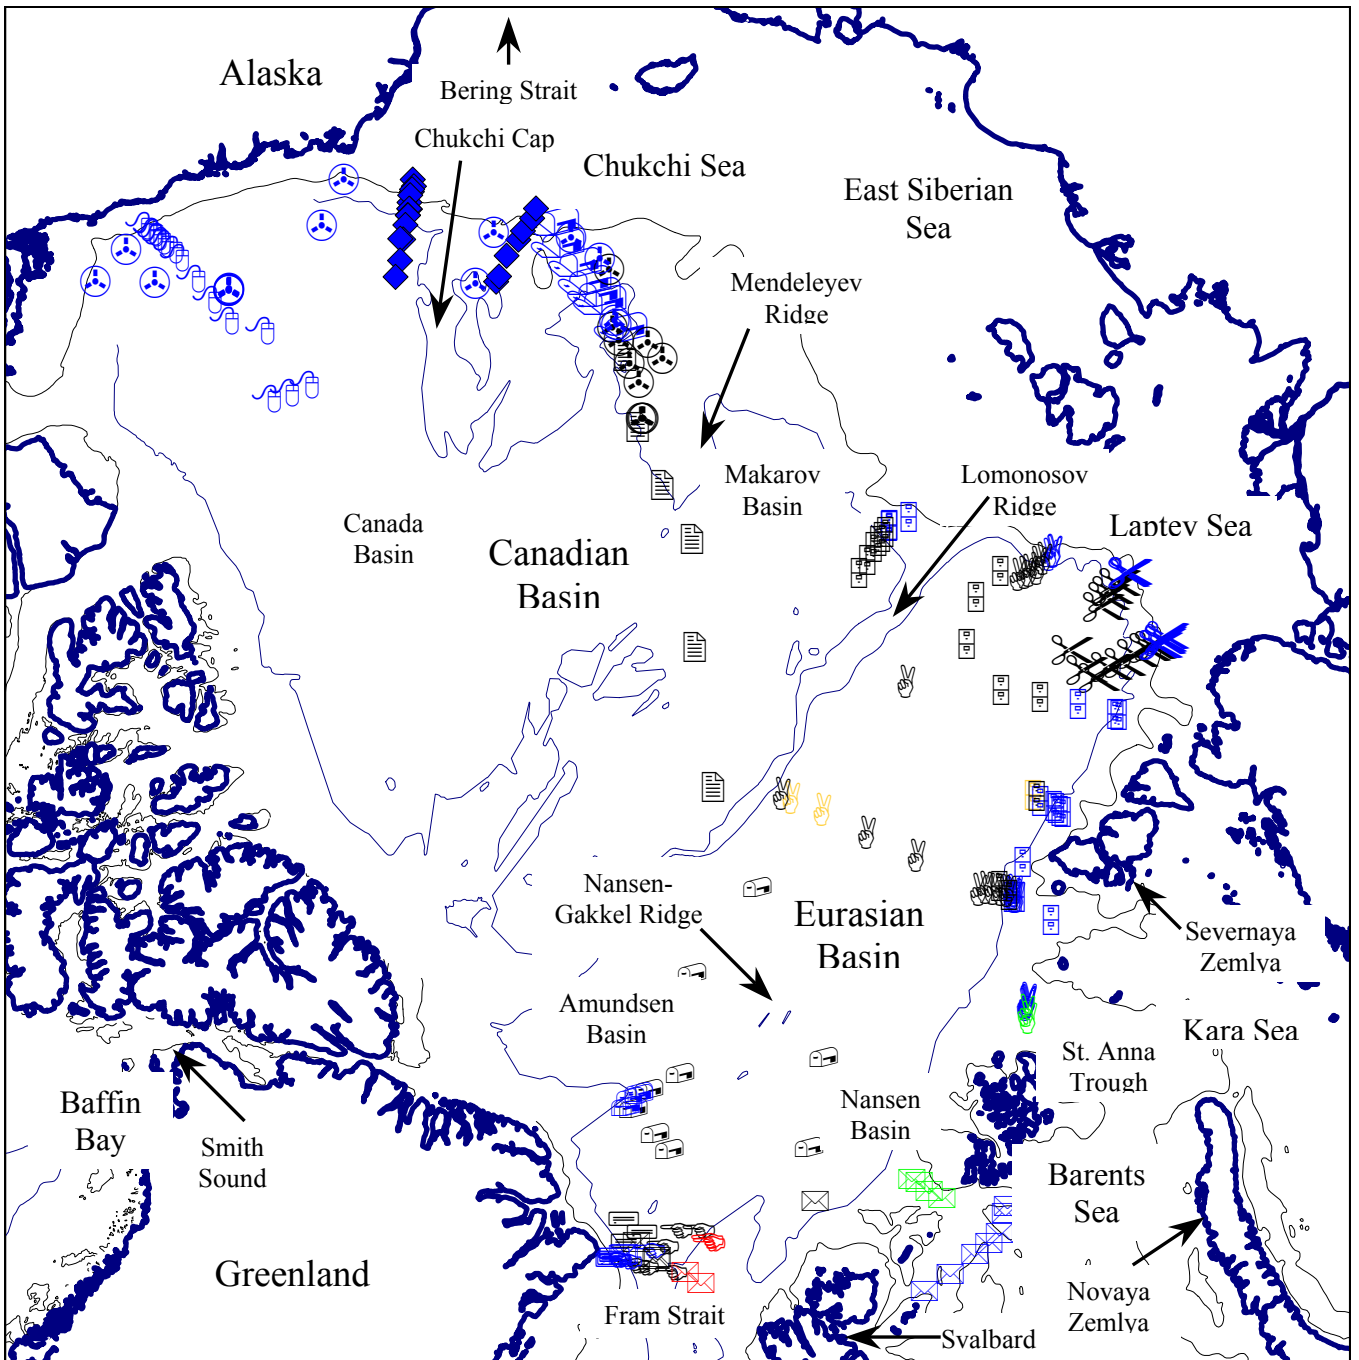 Alaska
Bering Strait
Chukchi Cap
Chukchi Sea
East Siberian
Sea
Mendeleyev
Ridge
Makarov
Basin
Lomonosov
Ridge
Laptev Sea
Canada
Basin
Canadian
Basin
Nansen-
Gakkel Ridge
Eurasian
Basin
Severnaya
Zemlya
Amundsen
Basin
Kara Sea
St. Anna
Trough
Baffin
Bay
Smith
Sound
Nansen
Basin
Barents
Sea
Greenland
Fram Strait
Novaya
Zemlya
Svalbard